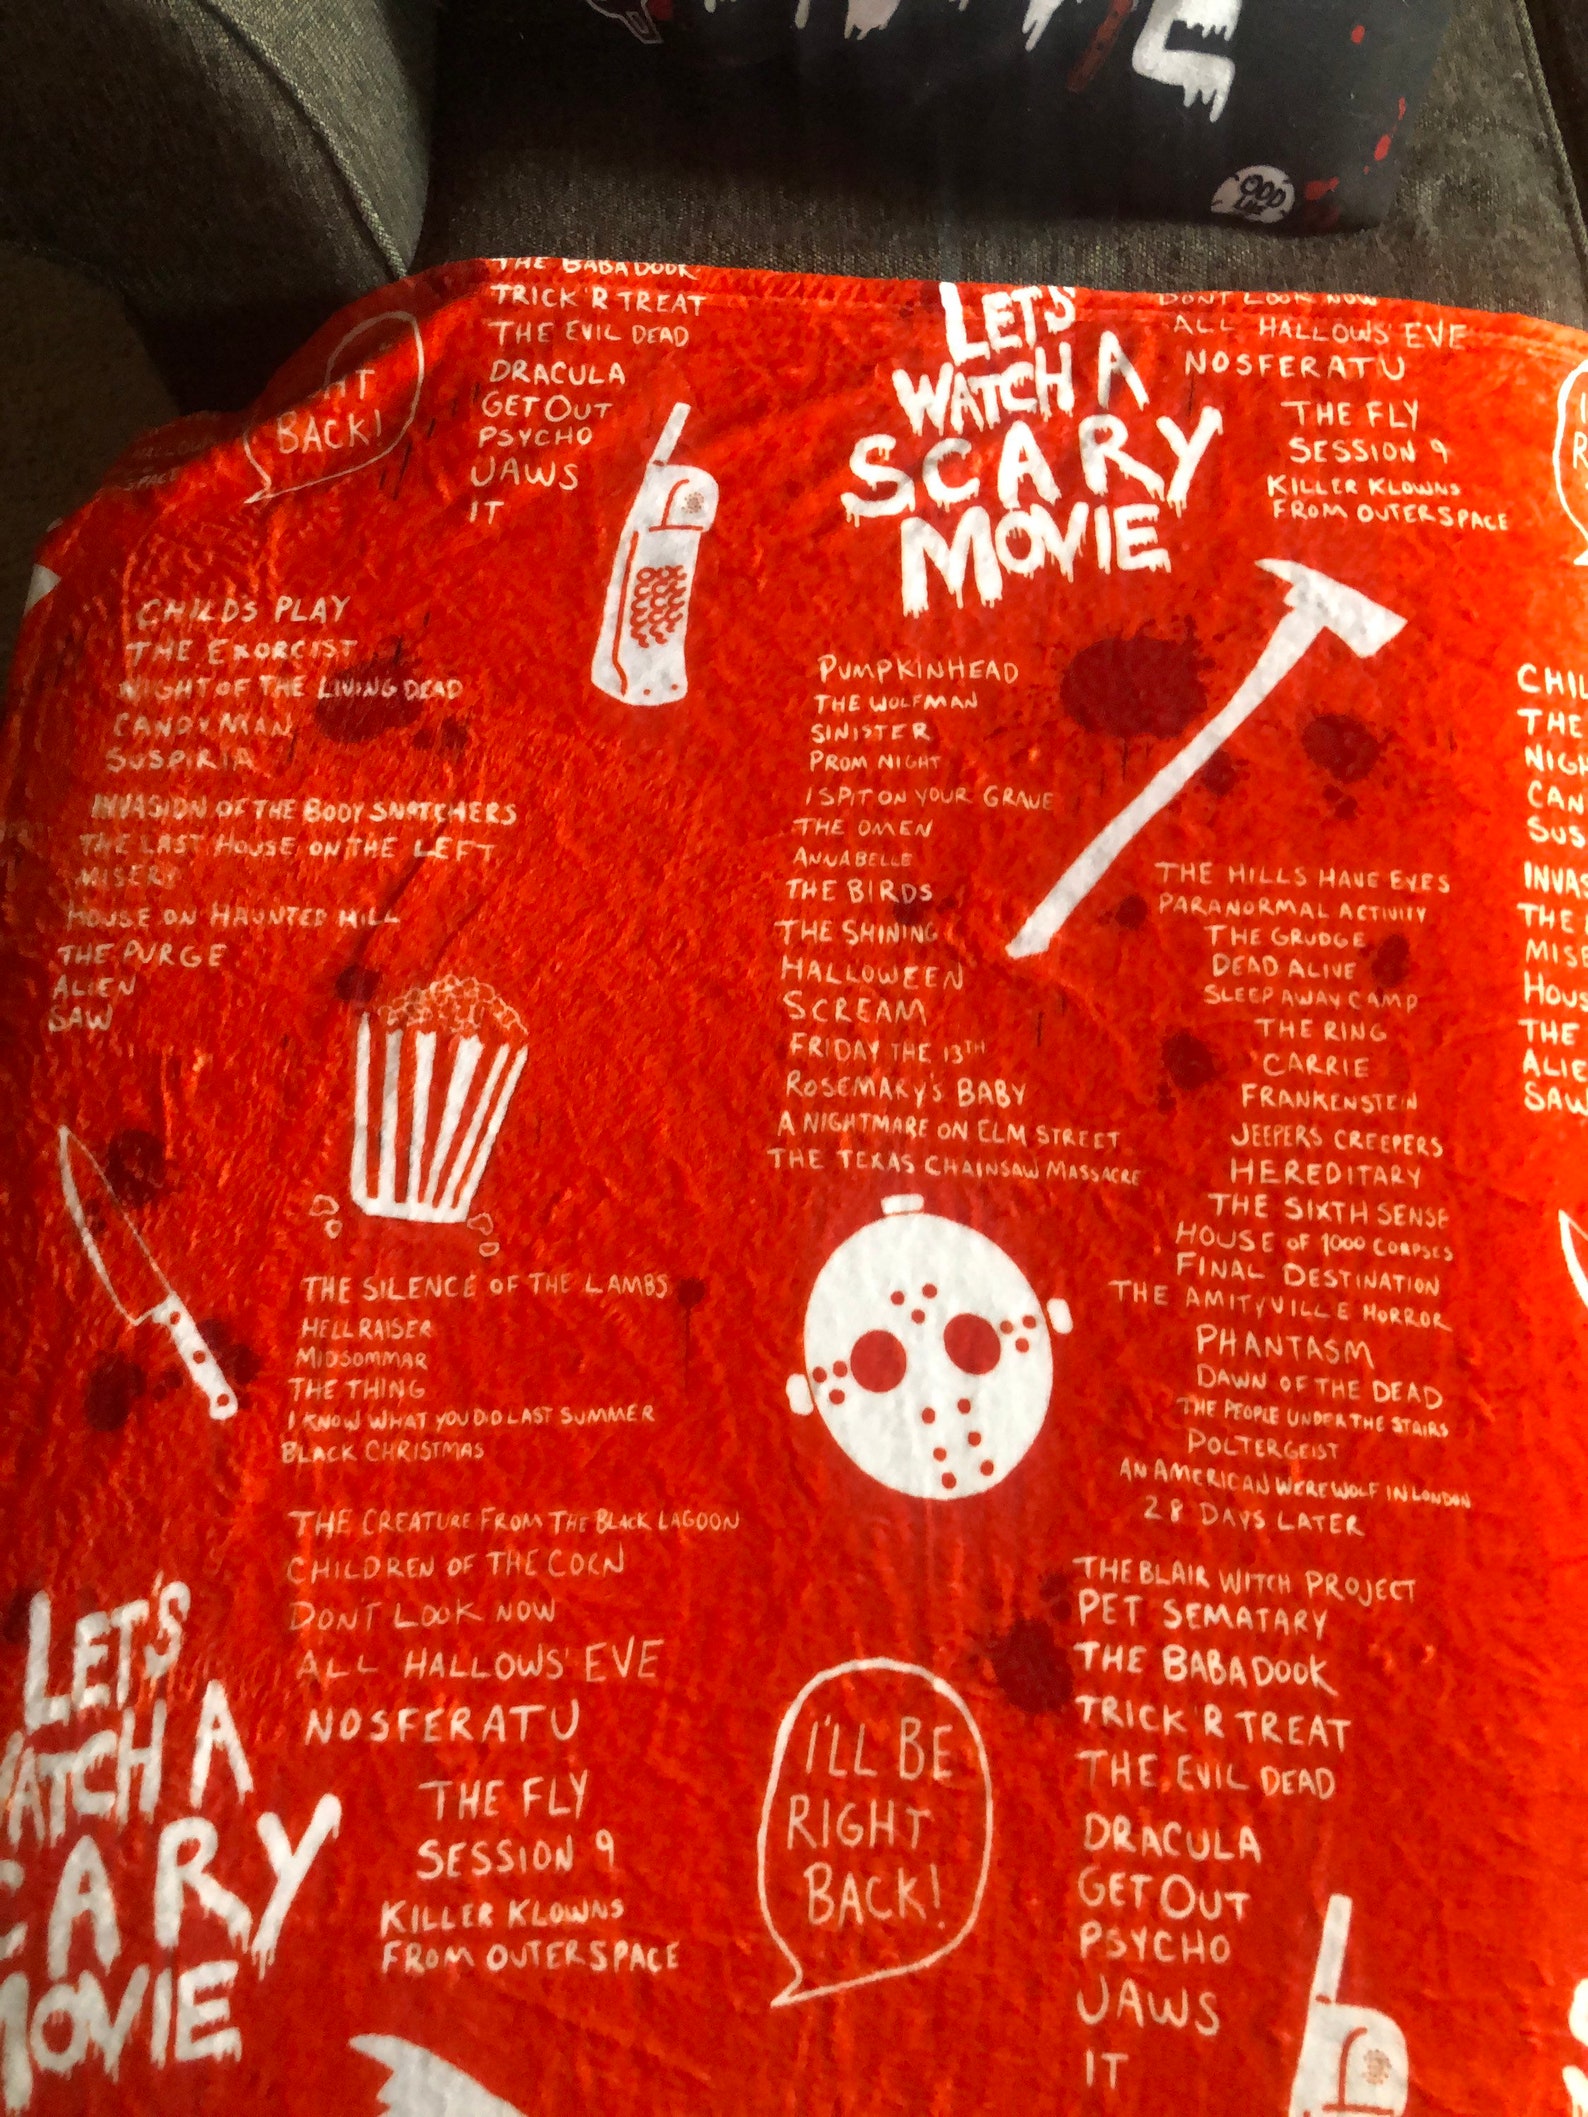 ODD
THE BABADOOK
TRICK 'R TREAT
THE EVIL DEAD
DRACULA
GET OUT
PSYCHO
JAWS
IT
BACK!
LET'S
WATCH A
SCARY
MOVIE
DON'T LOOK NOW
ALL HALLOWS' EVE
NOSFERATU
THE FLY
SESSION 9
KILLER KLOWNS
FROM OUTERSPACE
CHILD'S PLAY
THE EXORCIST
NIGHT OF THE LIVING DEAD
CANDYMAN
SUSPIRIA
INVASION OF THE BODY SNATCHERS
THE LAST HOUSE ON THE LEFT
MISERY
HOUSE ON HAUNTED HILL
THE PURGE
ALIEN
SAW
PUMPKINHEAD
THE WOLFMAN
SINISTER
PROM NIGHT
I SPIT ON YOUR GRAVE
THE OMEN
ANNABELLE
THE BIRDS
THE SHINING
HALLOWEEN
SCREAM
FRIDAY THE 13TH
ROSEMARY'S BABY
A NIGHTMARE ON ELM STREET
THE TEXAS CHAINSAW MASSACRE
THE HILLS HAVE EYES
PARANORMAL ACTIVITY
THE GRUDGE
DEAD ALIVE
SLEEPAWAY CAMP
THE RING
CARRIE
FRANKENSTEIN
JEEPERS CREEPERS
HEREDITARY
THE SIXTH SENSE
HOUSE OF 1000 CORPSES
FINAL DESTINATION
THE AMITYVILLE HORROR
PHANTASM
DAWN OF THE DEAD
THE PEOPLE UNDER THE STAIRS
POLTERGEIST
AN AMERICAN WEREWOLF IN LONDON
28 DAYS LATER
CHIL
THE
NIGH
CAN
SUS
INVAS
THE
MISE
HOUS
THE
ALIE
SAW
THE SILENCE OF THE LAMBS
HELLRAISER
MIDSOMMAR
THE THING
I KNOW WHAT YOU DID LAST SUMMER
BLACK CHRISTMAS
THE CREATURE FROM THE BLACK LAGOON
CHILDREN OF THE CORN
DON'T LOOK NOW
ALL HALLOWS' EVE
NOSFERATU
THE FLY
SESSION 9
KILLER KLOWNS
FROM OUTERSPACE
LET'S
WATCH A
SCARY
MOVIE
I'LL BE
RIGHT
BACK!
THE BLAIR WITCH PROJECT
PET SEMATARY
THE BABADOOK
TRICK 'R TREAT
THE EVIL DEAD
DRACULA
GET OUT
PSYCHO
JAWS
IT